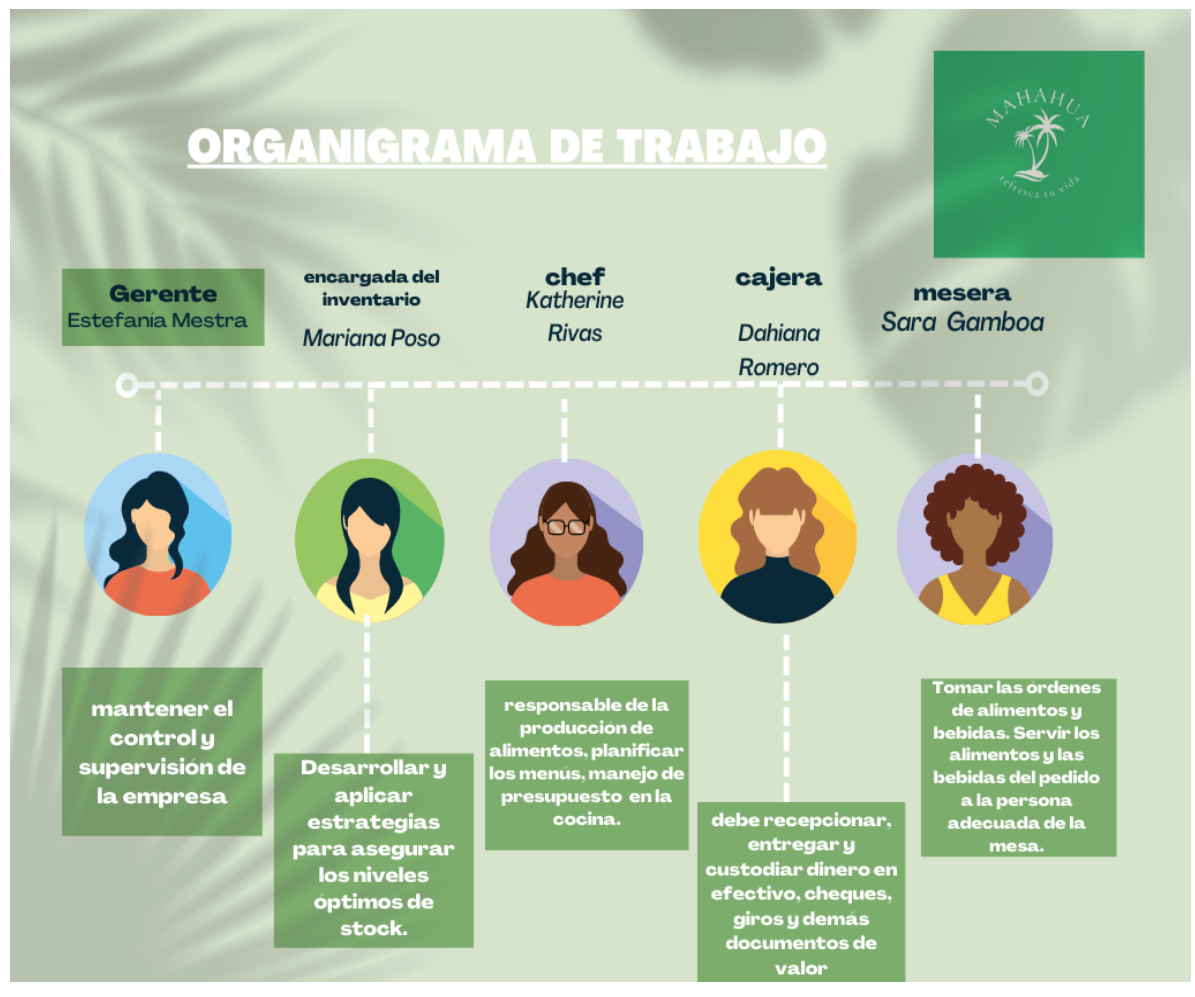 MAHAHUA
refresca tu vida
ORGANIGRAMA DE TRABAJO
Gerente
Estefanía Mestra
encargada del
inventario
Mariana Poso
chef
Katherine
Rivas
cajera
Dahiana
Romero
mesera
Sara Gamboa
mantener el
control y
supervisión de
la empresa
Desarrollar y
aplicar
estrategias
para asegurar
los niveles
óptimos de
stock.
responsable de la
producción de
alimentos, planificar
los menús, manejo de
presupuesto en la
cocina.
debe recepcionar,
entregar y
custodiar dinero en
efectivo, cheques,
giros y demás
documentos de
valor
Tomar las órdenes
de alimentos y
bebidas. Servir los
alimentos y las
bebidas del pedido
a la persona
adecuada de la
mesa.